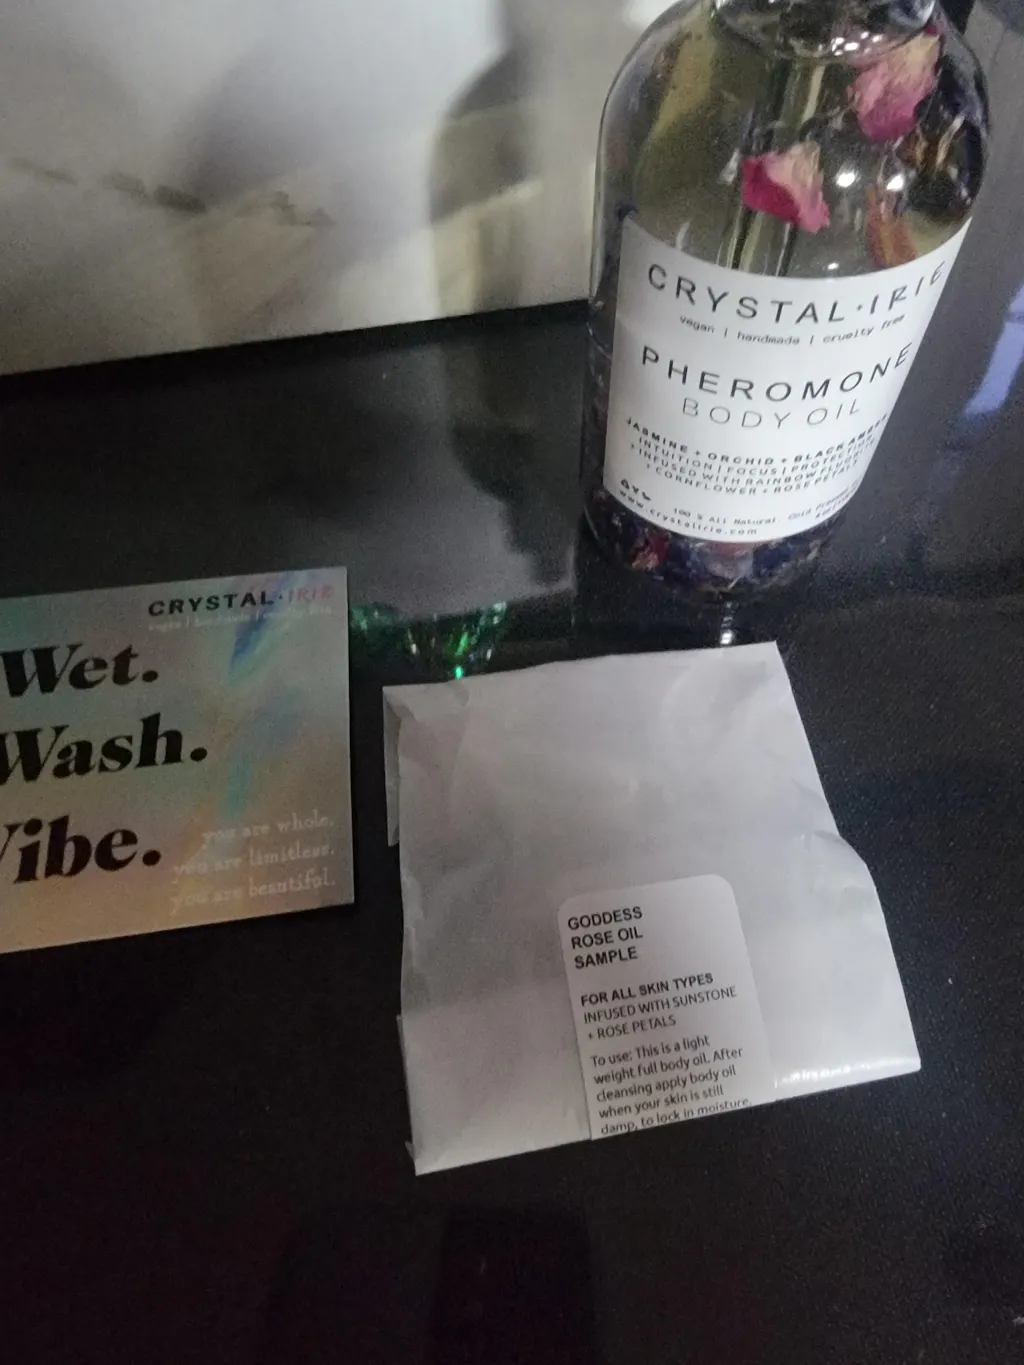 CRYSTAL·IRIE
vegan | handmade | cruelty free
PHEROMONE
BODY OIL
JASMINE + ORCHID + BLACK AMBER
INTUITION | FOCUS | PROTECTION
+ INFUSED WITH RAINBOW FLUORITE
+ CORNFLOWER + ROSE PETALS
100 % All Natural Cold Pressed
www.crystalirie.com
CRYSTAL·IRIE
Wet.
Wash.
Vibe.
you are whole.
you are limitless.
you are beautiful.
GODDESS
ROSE OIL
SAMPLE
FOR ALL SKIN TYPES
INFUSED WITH SUNSTONE
+ ROSE PETALS
To use: This is a light
weight full body oil. After
cleansing apply body oil
when your skin is still
damp, to lock in moisture.